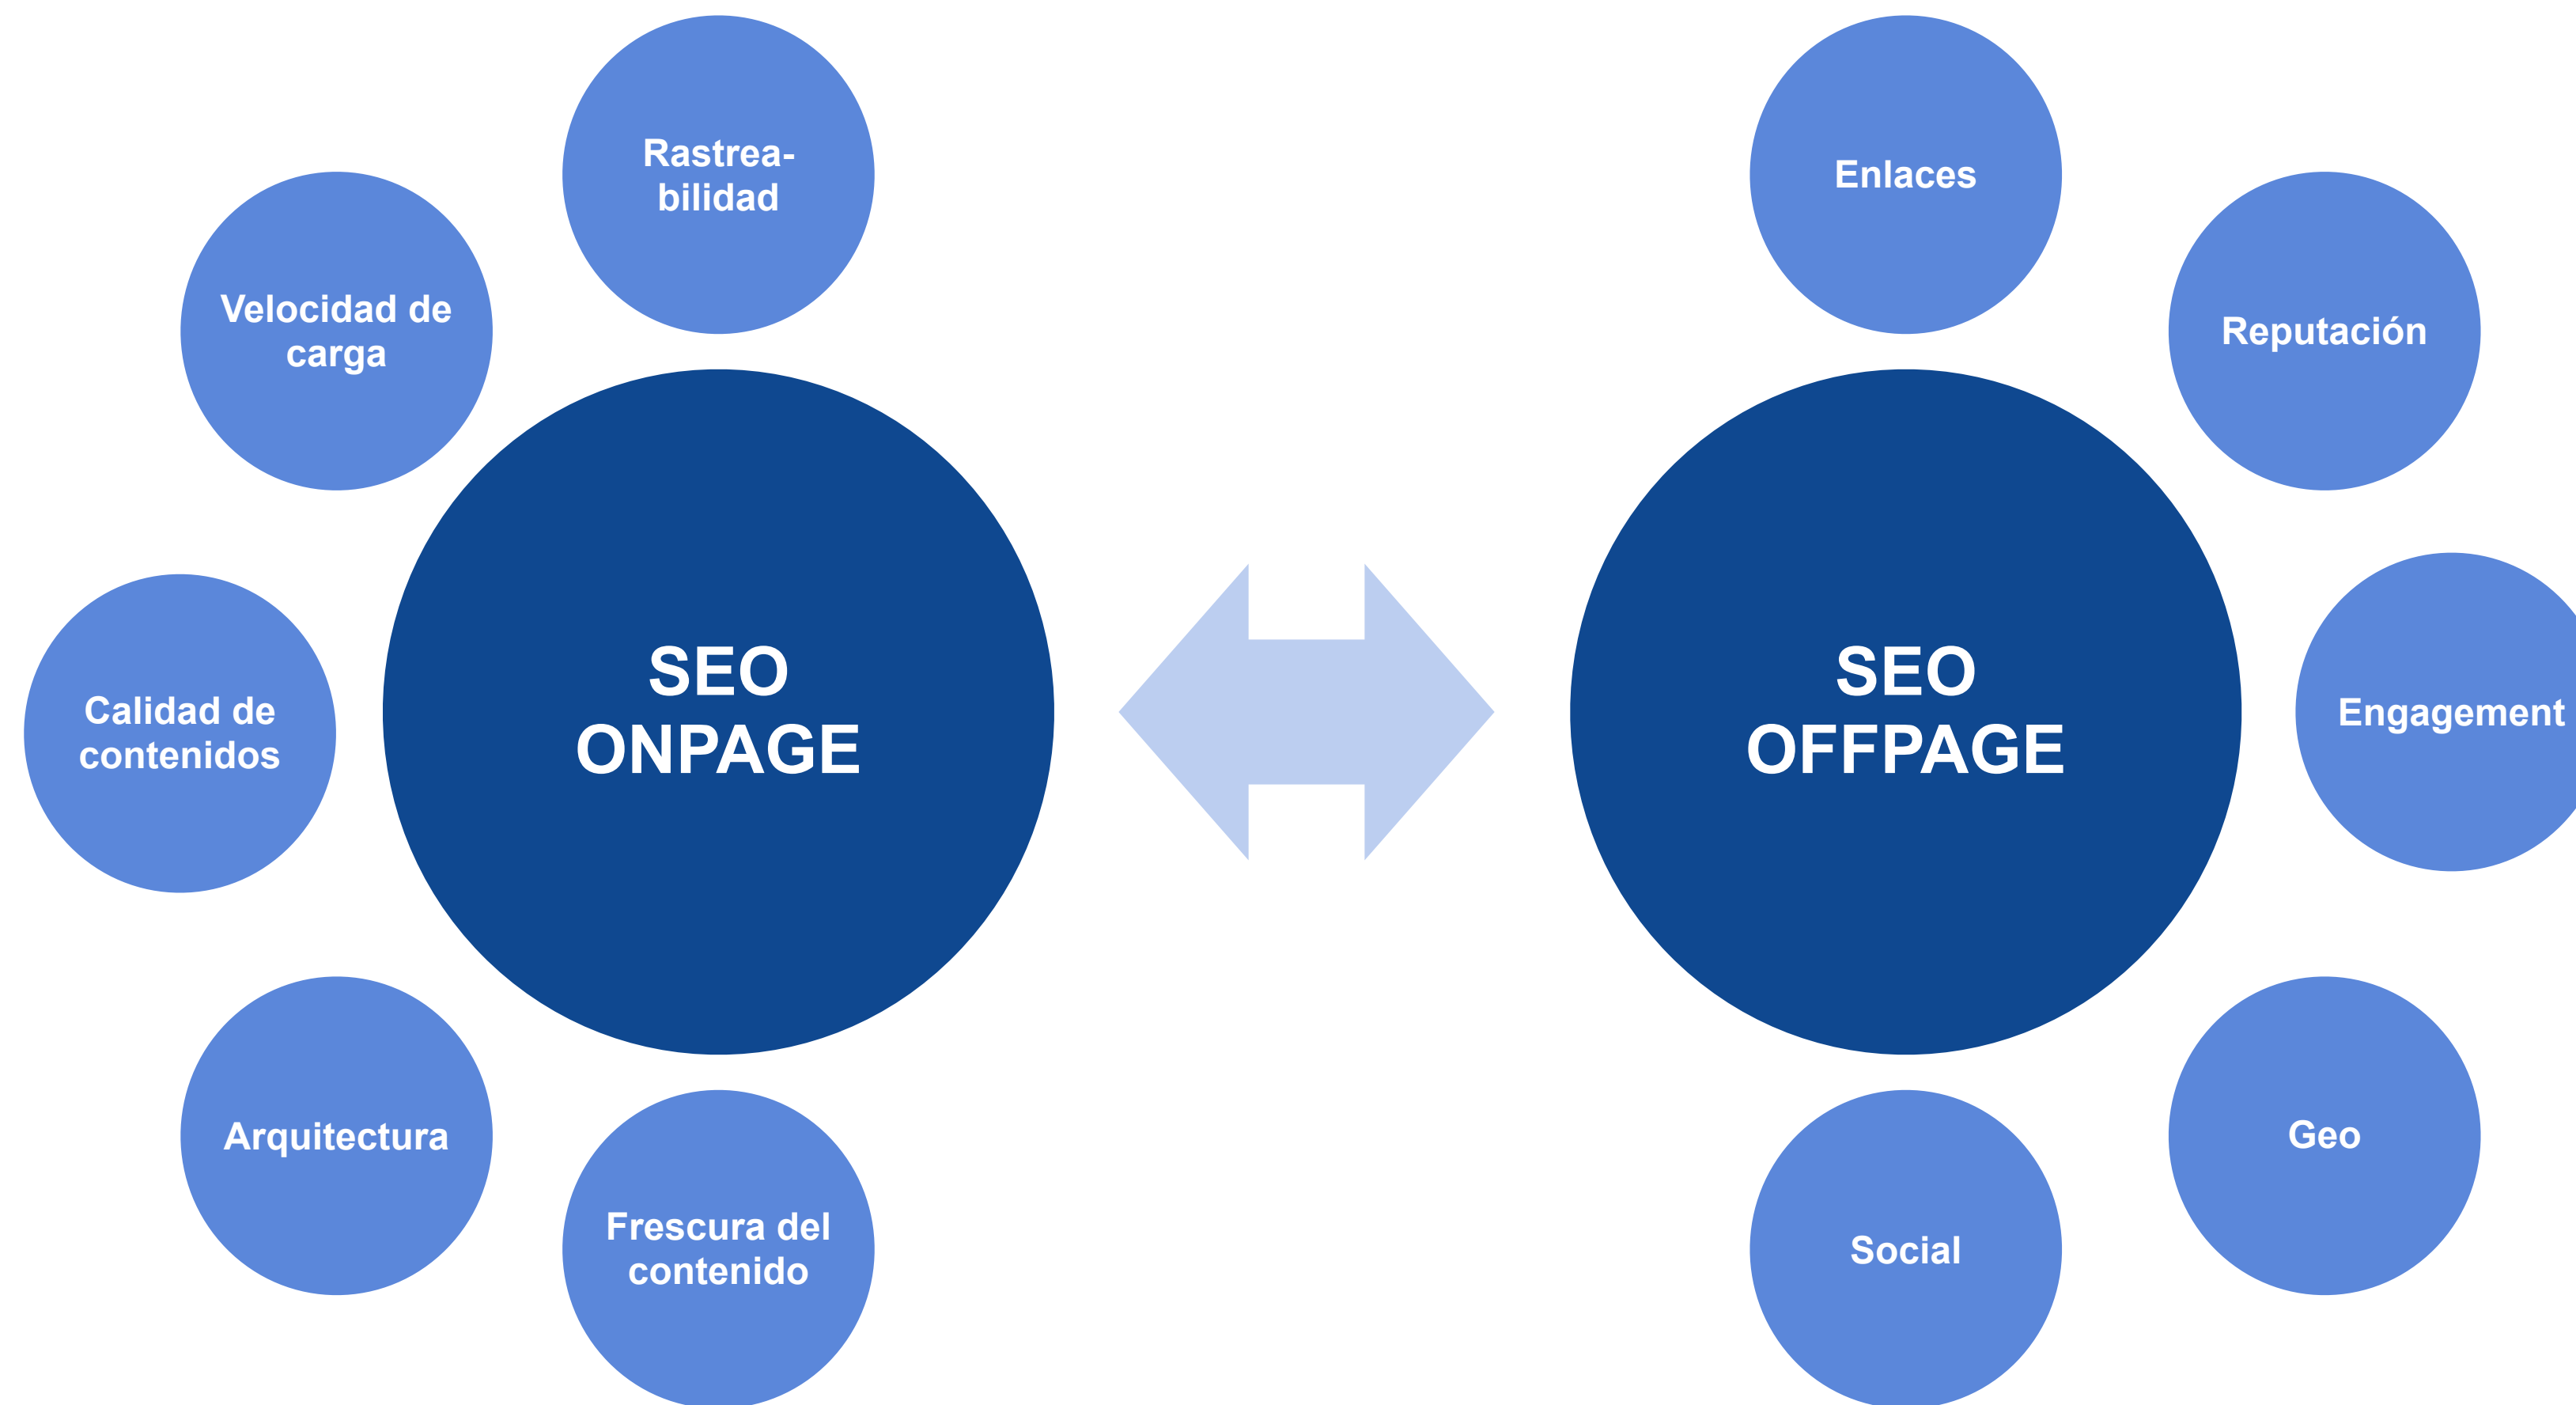 Rastrea-
bilidad
Velocidad de
carga
Calidad de
contenidos
Arquitectura
Frescura del
contenido
SEO
ONPAGE
SEO
OFFPAGE
Enlaces
Reputación
Engagement
Geo
Social